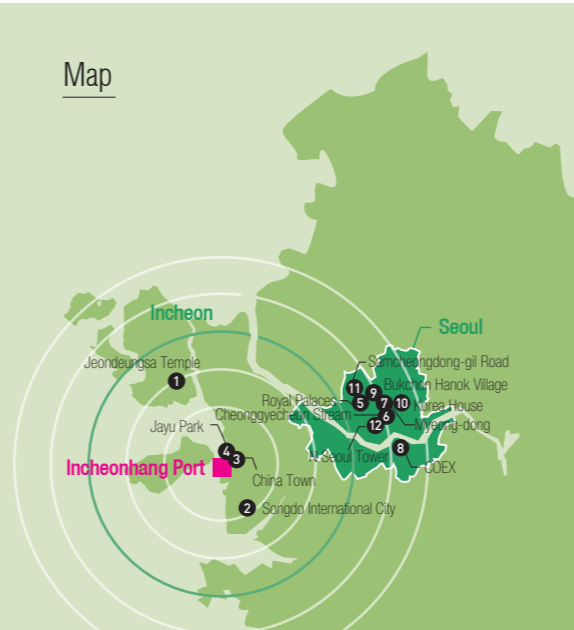 Map
Incheon
Seoul
Jeondeungsa Temple
1
Samcheongdong-gil Road
11
9
Bukchon Hanok Village
Royal Palaces
5
7
10
Korea House
Cheonggyecheon Stream
6
Myeong-dong
12
Jayu Park
4
N Seoul Tower
8
COEX
Incheonhang Port
3
China Town
2
Songdo International City